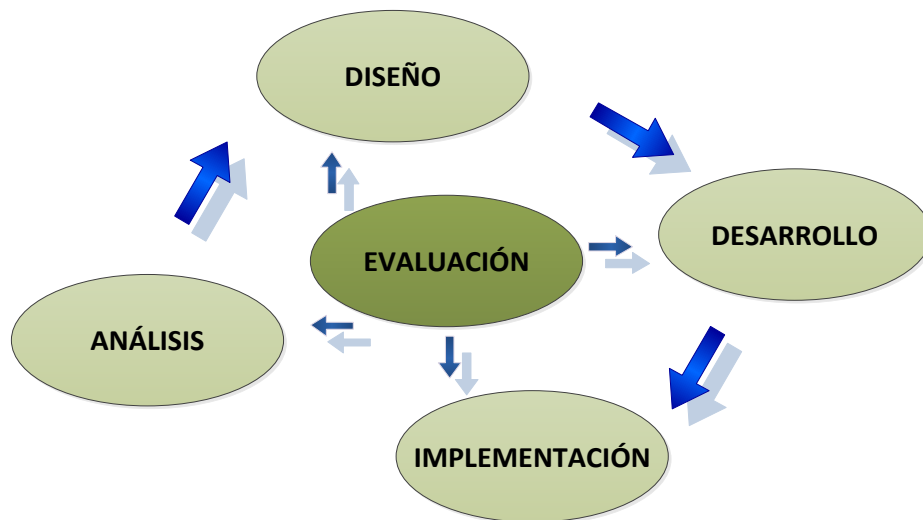 DISEÑO
DESARROLLO
EVALUACIÓN
ANÁLISIS
IMPLEMENTACIÓN